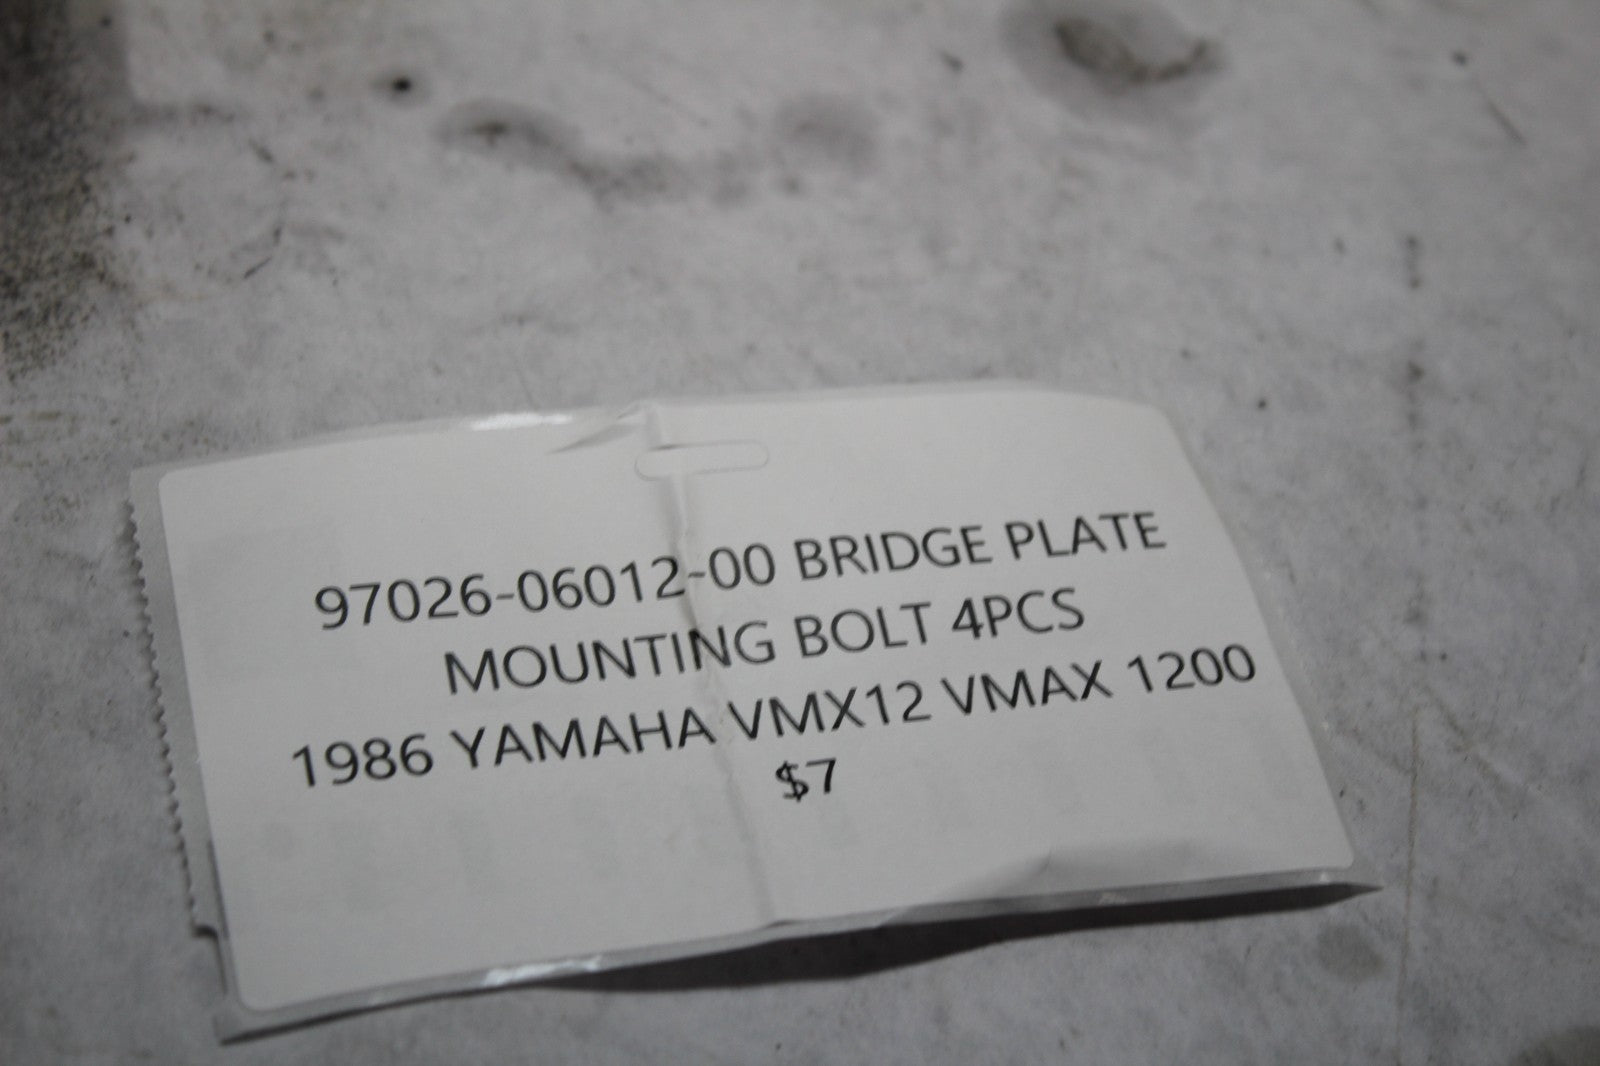 97026-06012-00 BRIDGE PLATE
MOUNTING BOLT 4PCS
1986 YAMAHA VMX12 VMAX 1200
$7